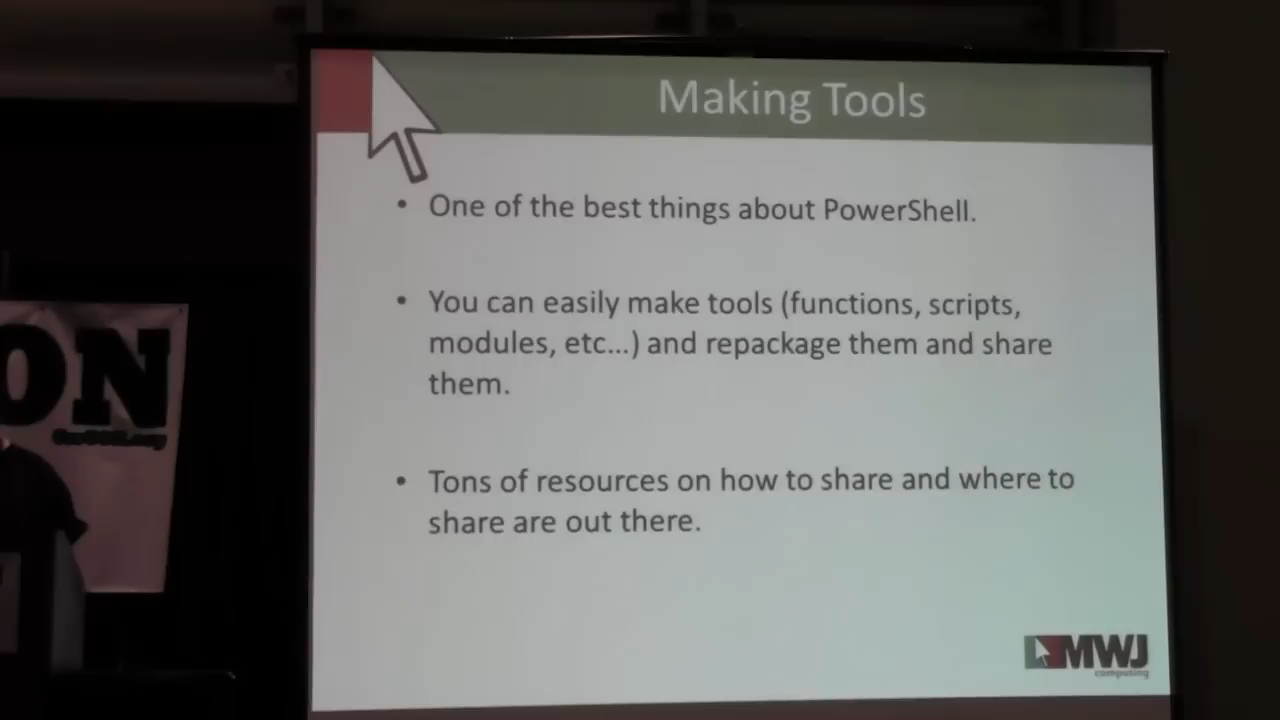 Making Tools
• One of the best things about PowerShell.
• You can easily make tools (functions, scripts,
modules, etc...) and repackage them and share
them.
• Tons of resources on how to share and where to
share are out there.
ON
MWJ
computing